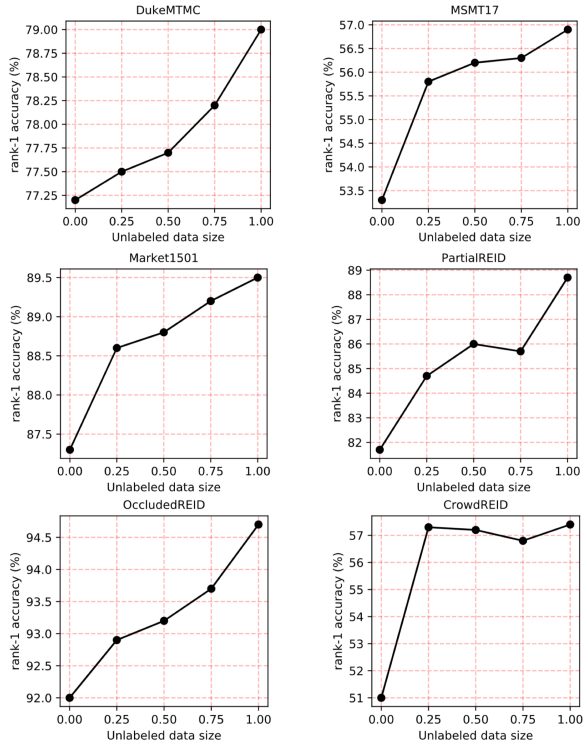 DukeMTMC
79.00
78.75
78.50
78.25
78.00
77.75
77.50
77.25
rank-1 accuracy (%)
0.00 0.25 0.50 0.75 1.00
Unlabeled data size
MSMT17
57.0
56.5
56.0
55.5
55.0
54.5
54.0
53.5
rank-1 accuracy (%)
0.00 0.25 0.50 0.75 1.00
Unlabeled data size
Market1501
89.5
89.0
88.5
88.0
87.5
rank-1 accuracy (%)
0.00 0.25 0.50 0.75 1.00
Unlabeled data size
PartialREID
89
88
87
86
85
84
83
82
rank-1 accuracy (%)
0.00 0.25 0.50 0.75 1.00
Unlabeled data size
OccludedREID
94.5
94.0
93.5
93.0
92.5
92.0
rank-1 accuracy (%)
0.00 0.25 0.50 0.75 1.00
Unlabeled data size
CrowdREID
57
56
55
54
53
52
51
rank-1 accuracy (%)
0.00 0.25 0.50 0.75 1.00
Unlabeled data size